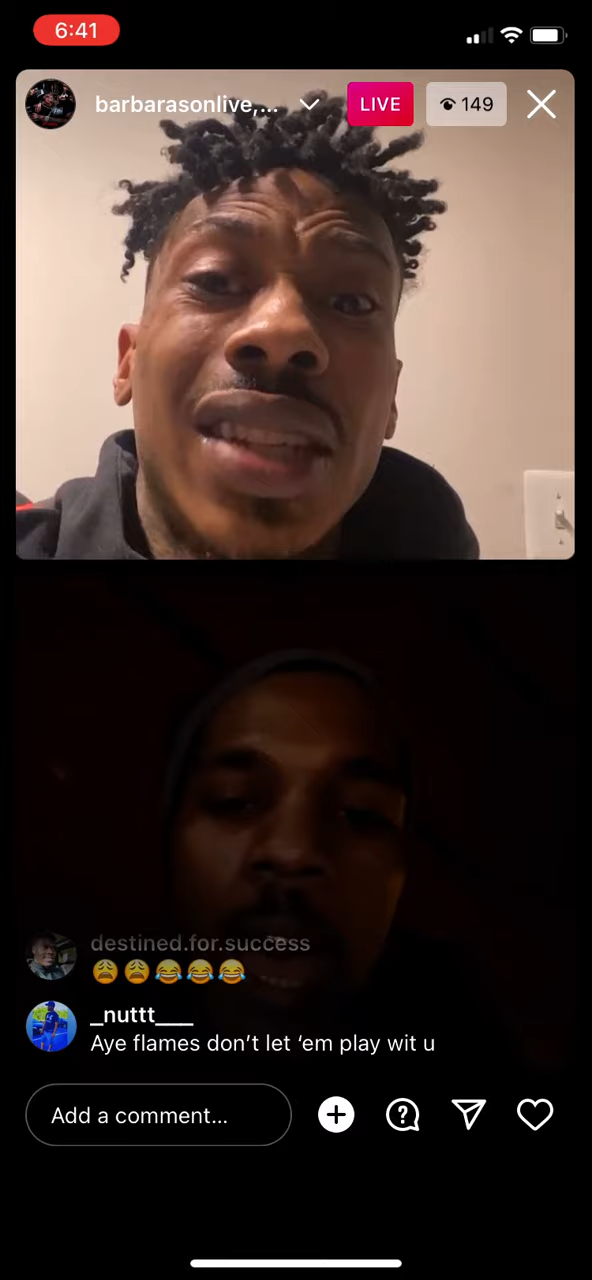 6:41
barbarasonlive,...
LIVE
149
destined.for.success
😩😩😂😂😂
_nuttt___
Aye flames don’t let ‘em play wit u
Add a comment...